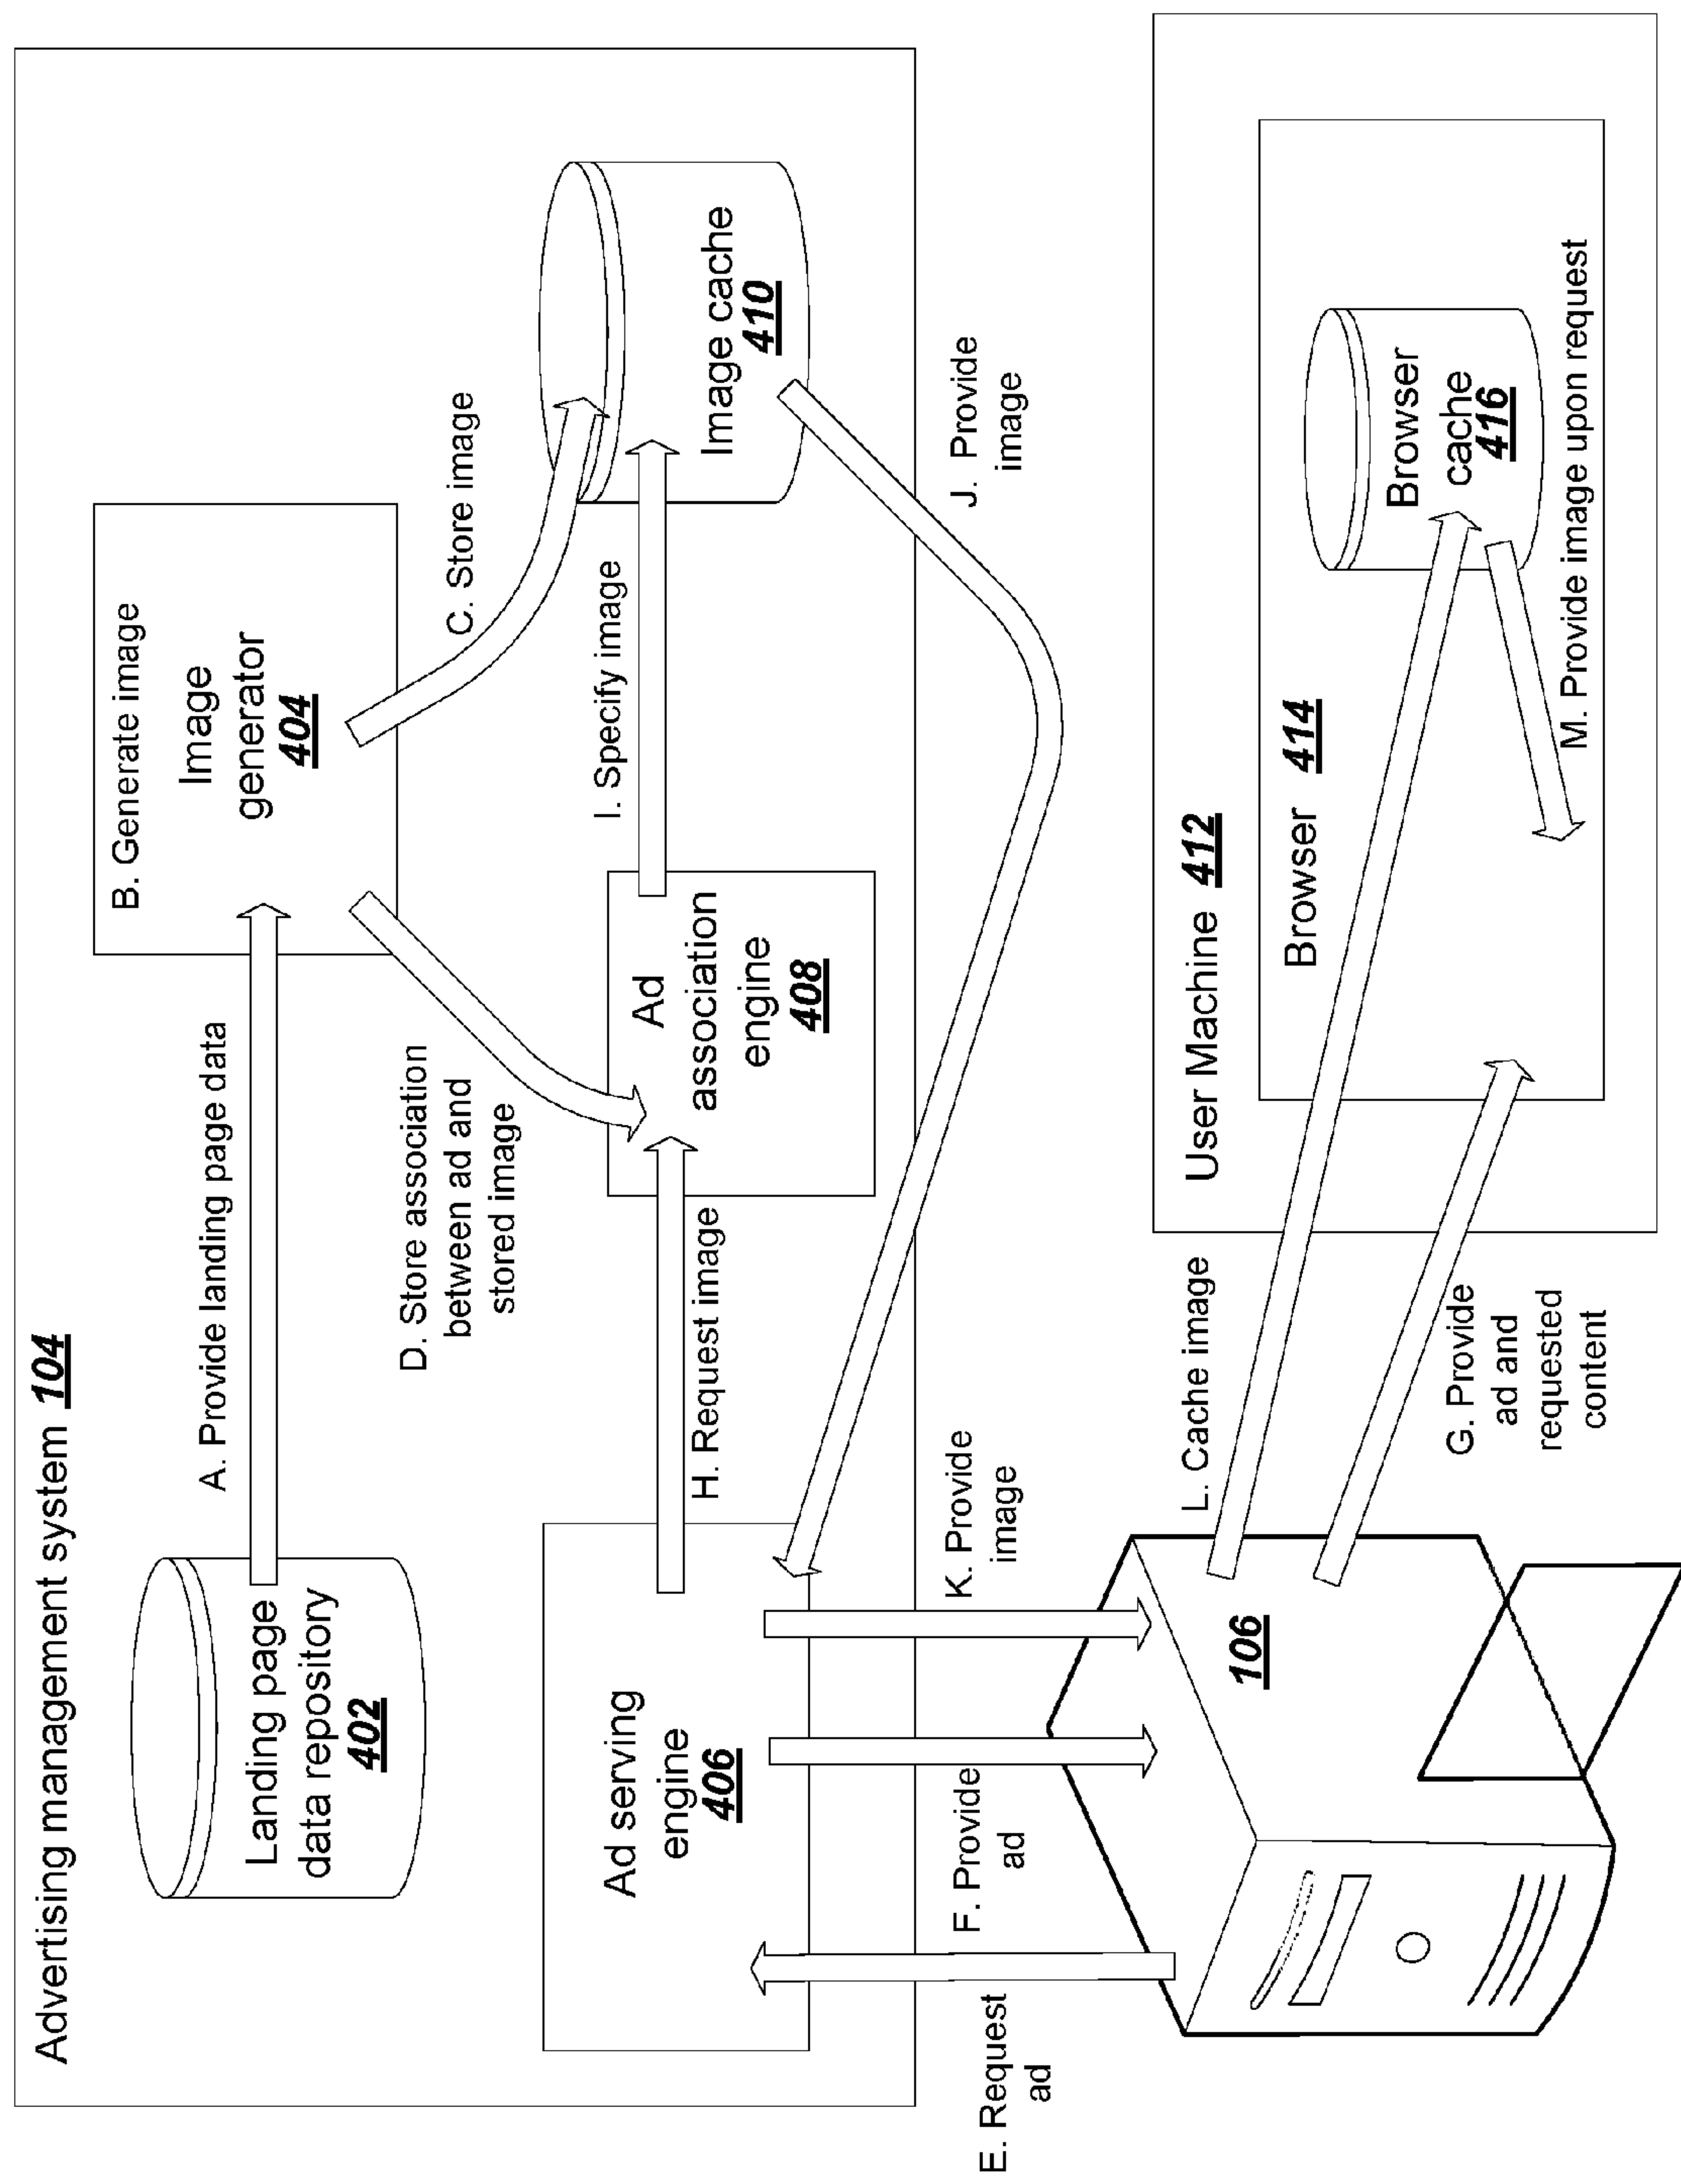 Advertising management system 104
A. Provide landing page data
B. Generate image
Image
generator
404
Landing page
data repository
402
D. Store association
between ad and
stored image
C. Store image
I. Specify image
Image cache
410
Ad
association
engine
408
H. Request image
Ad serving
engine
406
E. Request
ad
F. Provide
ad
K. Provide
image
J. Provide
image
106
L. Cache image
G. Provide
ad and
requested
content
User Machine 412
Browser 414
Browser
cache
416
M. Provide image upon request